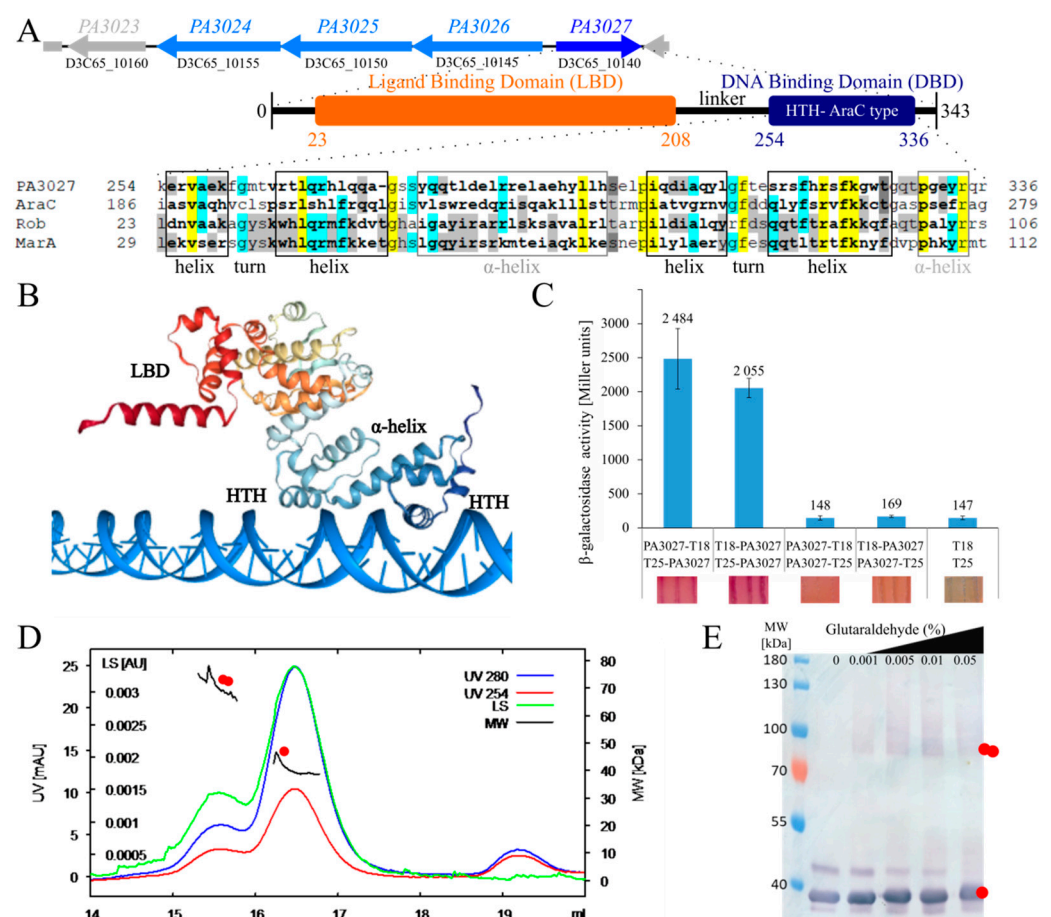 A
PA3023 PA3024 PA3025 PA3026 PA3027
D3C65_10160 D3C65_10155 D3C65_10150 D3C65_10145 D3C65_10140
Ligand Binding Domain (LBD) DNA Binding Domain (DBD)
0 linker HTH- AraC type 343
23 208 254 336
PA3027 254 kervaekfgmtvrtlqrhlqqa-gssyqqtldelrrelaehyllhselpiqdiaqylgftesrsfhrsfkgwtgqtpgeyrqr 336
AraC 186 iasvaqhvclspsrlshlfrqqlgisvlswredqrisqaklllsttrmpiatvgrnvgfddqlyfsrvfkkctgaspsefrag 279
Rob 23 ldnvaakagyskwhlqrmfkdvtghaigayirarrlsksavalrltarpildialqyrfdsqqtftrafkkqfaqtpalyrrs 106
MarA 29 lekvsersgyskwhlqrmfkketghslgqyirsrkmteiaqklkesnepilylaerygfesqqtltrtfknyfdvpphkyrmt 112
helix turn helix α-helix helix turn helix α-helix
B
LBD
α-helix
HTH
HTH
C
β-galactosidase activity [Miller units]
3000
2500
2000
1500
1000
500
0
2 484
2 055
148
169
147
PA3027-T18 T18-PA3027 PA3027-T18 T18-PA3027 T18
T25-PA3027 T25-PA3027 PA3027-T25 PA3027-T25 T25
D
UV [mAU]
25
20
15
10
5
0
LS [AU]
0.003
0.0025
0.002
0.0015
0.001
0.0005
UV 280
UV 254
LS
MW
MW [kDa]
80
70
60
50
40
30
20
10
0
14 15 16 17 18 19 ml
E
MW
[kDa]
Glutaraldehyde (%)
0 0.001 0.005 0.01 0.05
180
130
100
70
55
40